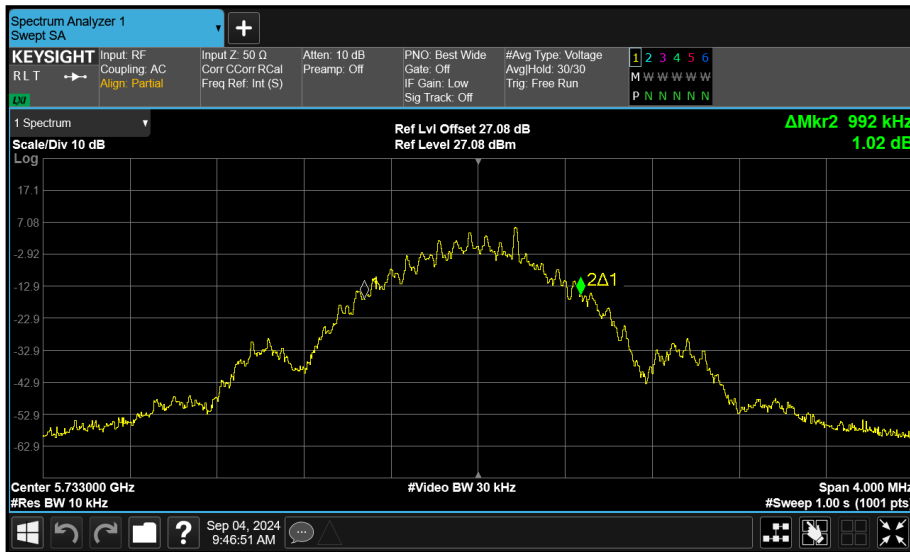 Spectrum Analyzer 1
Swept SA
KEYSIGHT
RLT
LXI
Input: RF
Coupling: AC
Align: Partial
Input Z: 50 Ω
Corr CCorr RCal
Freq Ref: Int (S)
Atten: 10 dB
Preamp: Off
PNO: Best Wide
Gate: Off
IF Gain: Low
Sig Track: Off
#Avg Type: Voltage
Avg|Hold: 30/30
Trig: Free Run
1 2 3 4 5 6
M W W W W W
P N N N N N
1 Spectrum
Scale/Div 10 dB
Log
Ref Lvl Offset 27.08 dB
Ref Level 27.08 dBm
ΔMkr2 992 kHz
1.02 dB
17.1
7.08
-2.92
-12.9
-22.9
-32.9
-42.9
-52.9
-62.9
1
2Δ1
Center 5.733000 GHz
#Res BW 10 kHz
#Video BW 30 kHz
Span 4.000 MHz
#Sweep 1.00 s (1001 pts
?
Sep 04, 2024
9:46:51 AM